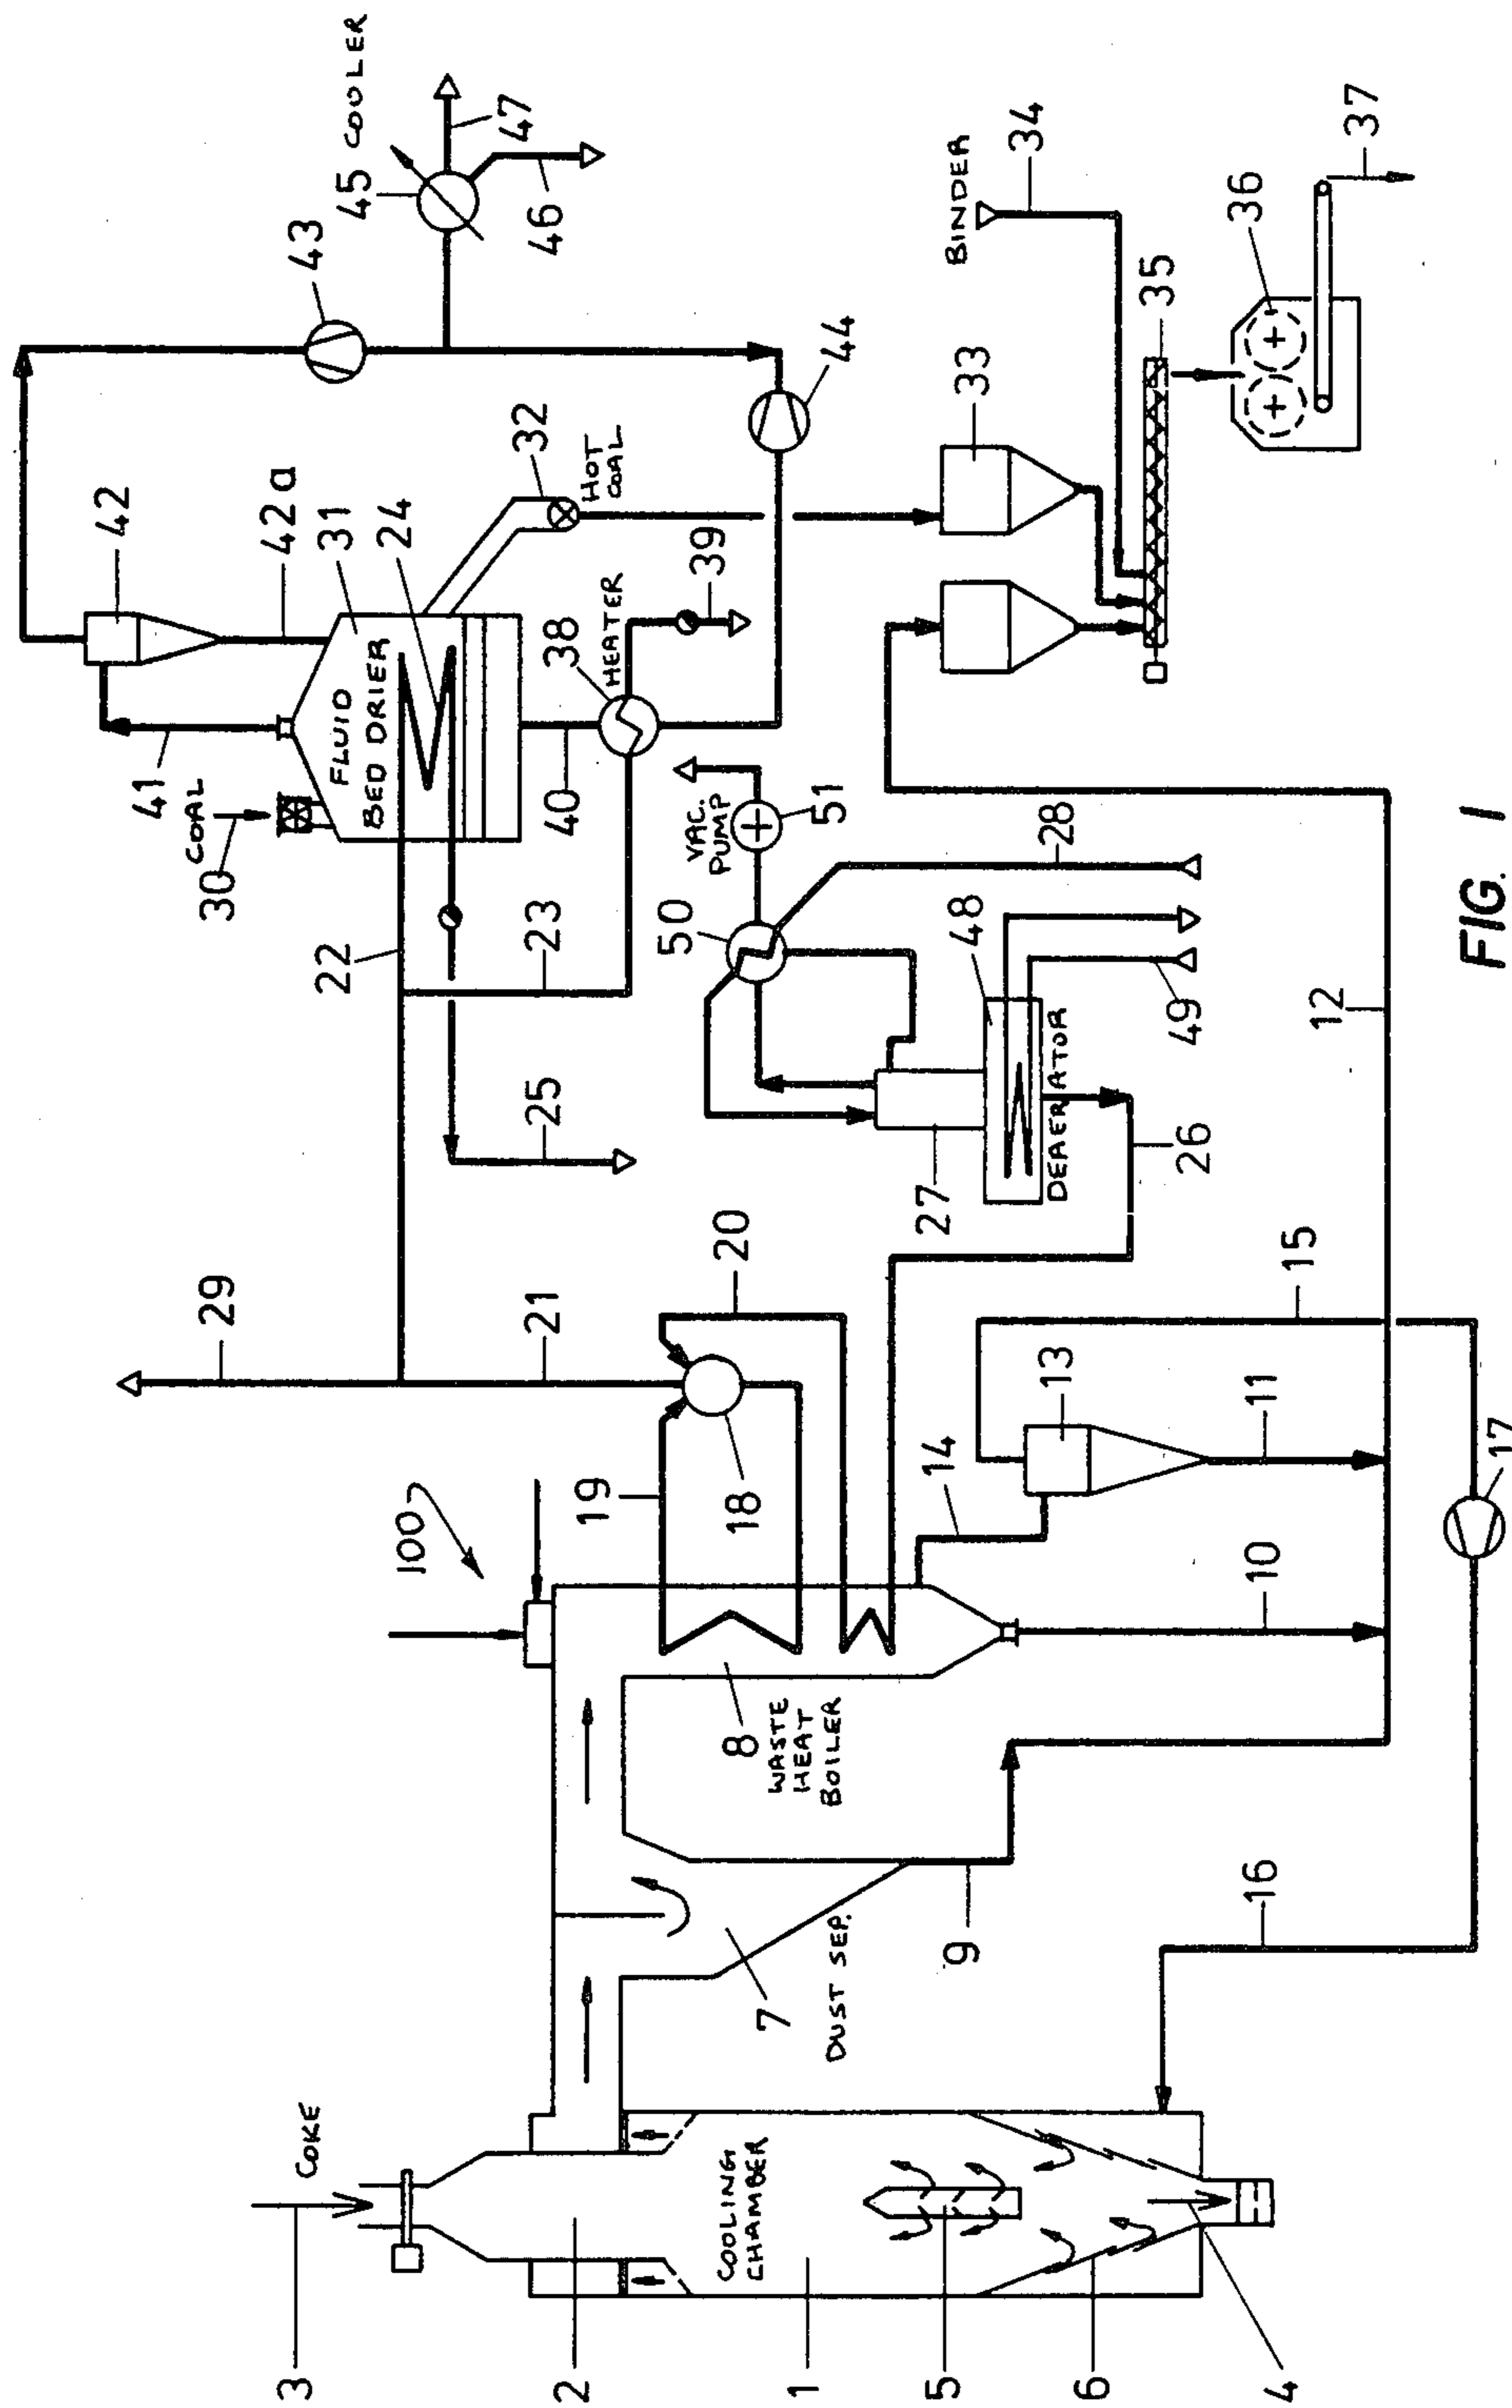 3
COKE
2
COOLING
CHAMBER
1
5
6
4
7
DUST SEP.
9
16
100
8
WASTE
HEAT
BOILER
10
14
13
11
15
17
12
29
21
19
18
20
22
23
25
27
DEAERATOR
26
48
49
50
VAC.
PUMP
51
28
30
COAL
41
FLUID
BED DRIER
31
24
42
42a
40
38
HEATER
39
32
HOT
COAL
43
44
45
COOLER
46
47
33
BINDER
34
35
36
37
FIG. 1